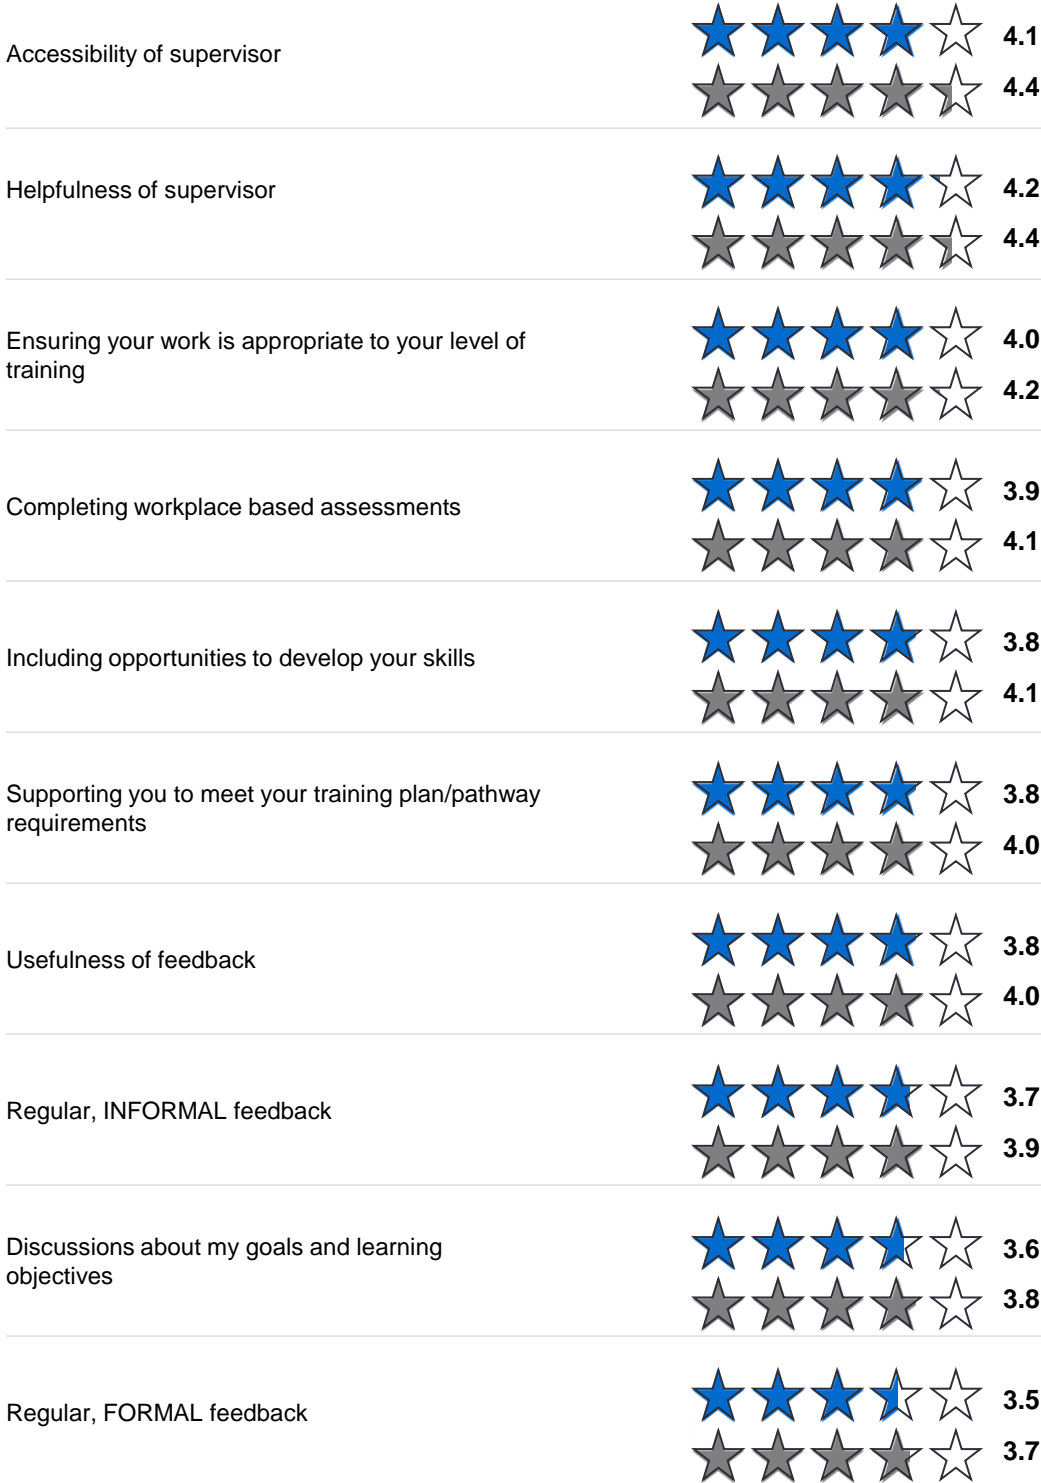 Accessibility of supervisor
4.1
4.4
Helpfulness of supervisor
4.2
4.4
Ensuring your work is appropriate to your level of
training
4.0
4.2
Completing workplace based assessments
3.9
4.1
Including opportunities to develop your skills
3.8
4.1
Supporting you to meet your training plan/pathway
requirements
3.8
4.0
Usefulness of feedback
3.8
4.0
Regular, INFORMAL feedback
3.7
3.9
Discussions about my goals and learning
objectives
3.6
3.8
Regular, FORMAL feedback
3.5
3.7